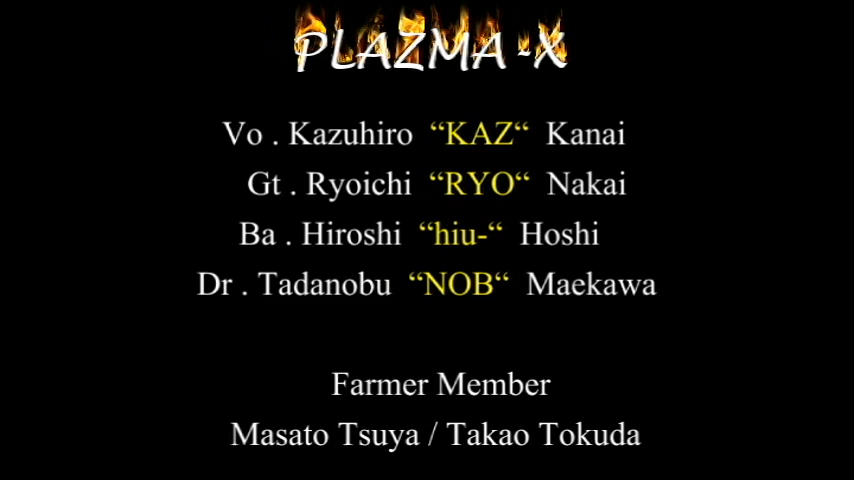 PLAZMA-X
Vo . Kazuhiro “KAZ“ Kanai
Gt . Ryoichi “RYO“ Nakai
Ba . Hiroshi “hiu-“ Hoshi
Dr . Tadanobu “NOB“ Maekawa
Farmer Member
Masato Tsuya / Takao Tokuda